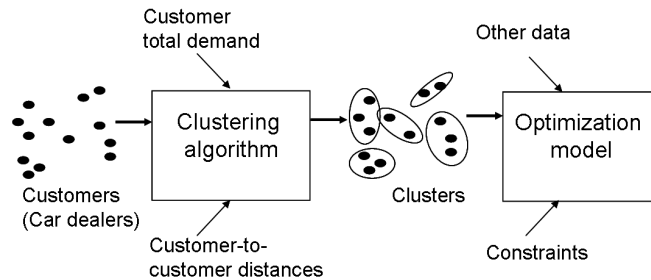 Customer
total demand
Other data
Clustering
algorithm
Optimization
model
Customers
(Car dealers)
Clusters
Customer-to-
customer distances
Constraints